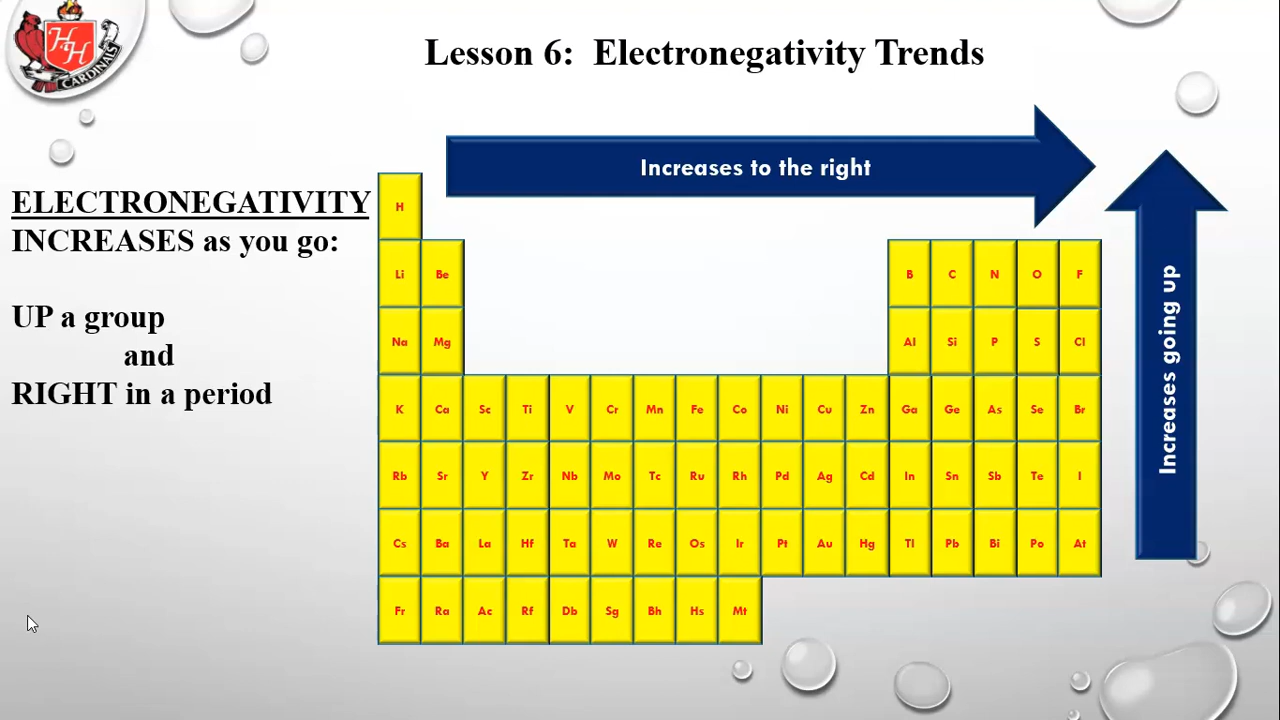 HH
CARDINALS
Lesson 6: Electronegativity Trends
Increases to the right
ELECTRONEGATIVITY
INCREASES as you go:
UP a group
and
RIGHT in a period
H
Li Be B C N O F
Na Mg Al Si P S Cl
K Ca Sc Ti V Cr Mn Fe Co Ni Cu Zn Ga Ge As Se Br
Rb Sr Y Zr Nb Mo Tc Ru Rh Pd Ag Cd In Sn Sb Te I
Cs Ba La Hf Ta W Re Os Ir Pt Au Hg Tl Pb Bi Po At
Fr Ra Ac Rf Db Sg Bh Hs Mt
Increases going up